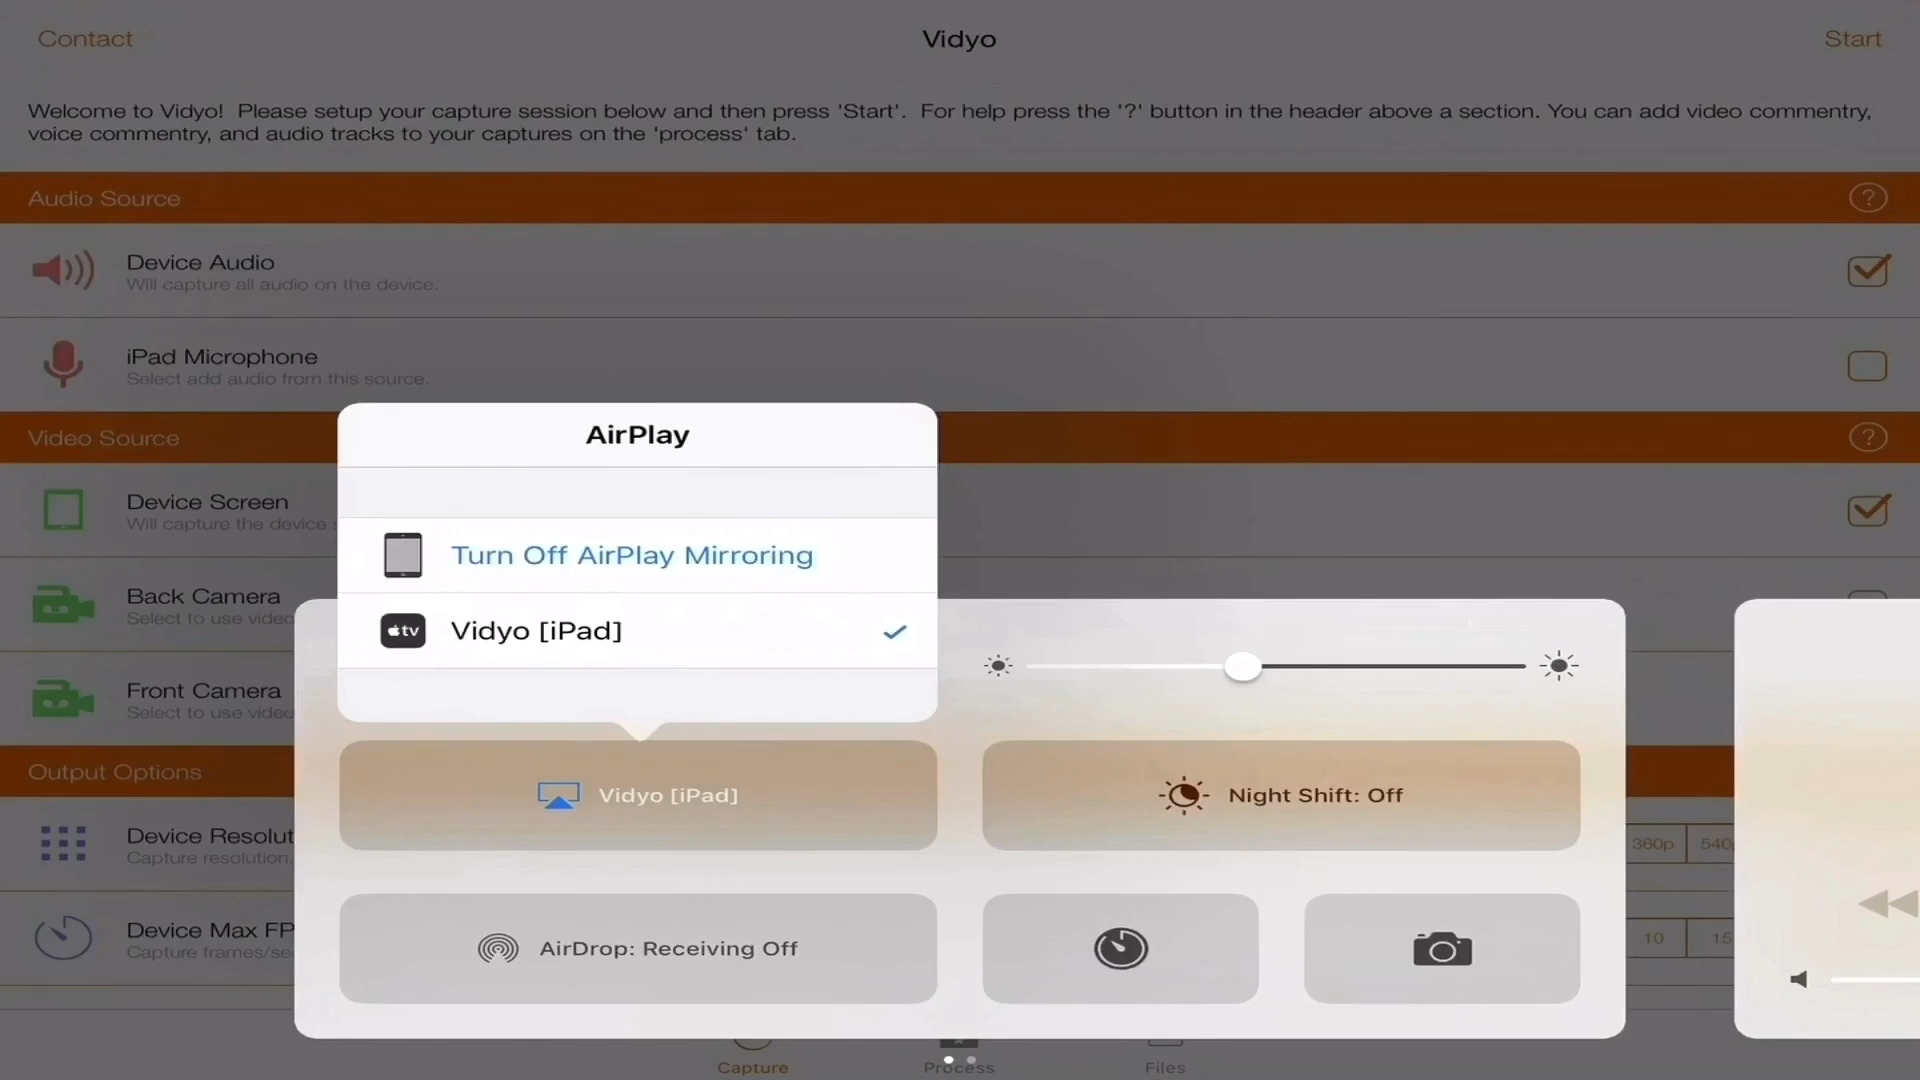 Contact
Vidyo
Start
Welcome to Vidyo!  Please setup your capture session below and then press 'Start'.  For help press the '?' button in the header above a section. You can add video commentry,
voice commentry, and audio tracks to your captures on the 'process' tab.
Audio Source
?
Device Audio
Will capture all audio on the device.
iPad Microphone
Select add audio from this source.
Video Source
?
Device Screen
Will capture the device
Back Camera
Select to use video
Front Camera
Select to use video
AirPlay
Turn Off AirPlay Mirroring
tv
Vidyo [iPad]
Vidyo [iPad]
Night Shift: Off
AirDrop: Receiving Off
Output Options
Device Resolut
Capture resolution.
360p
540
Device Max FP
Capture frames/se
10
15
Capture
Process
Files